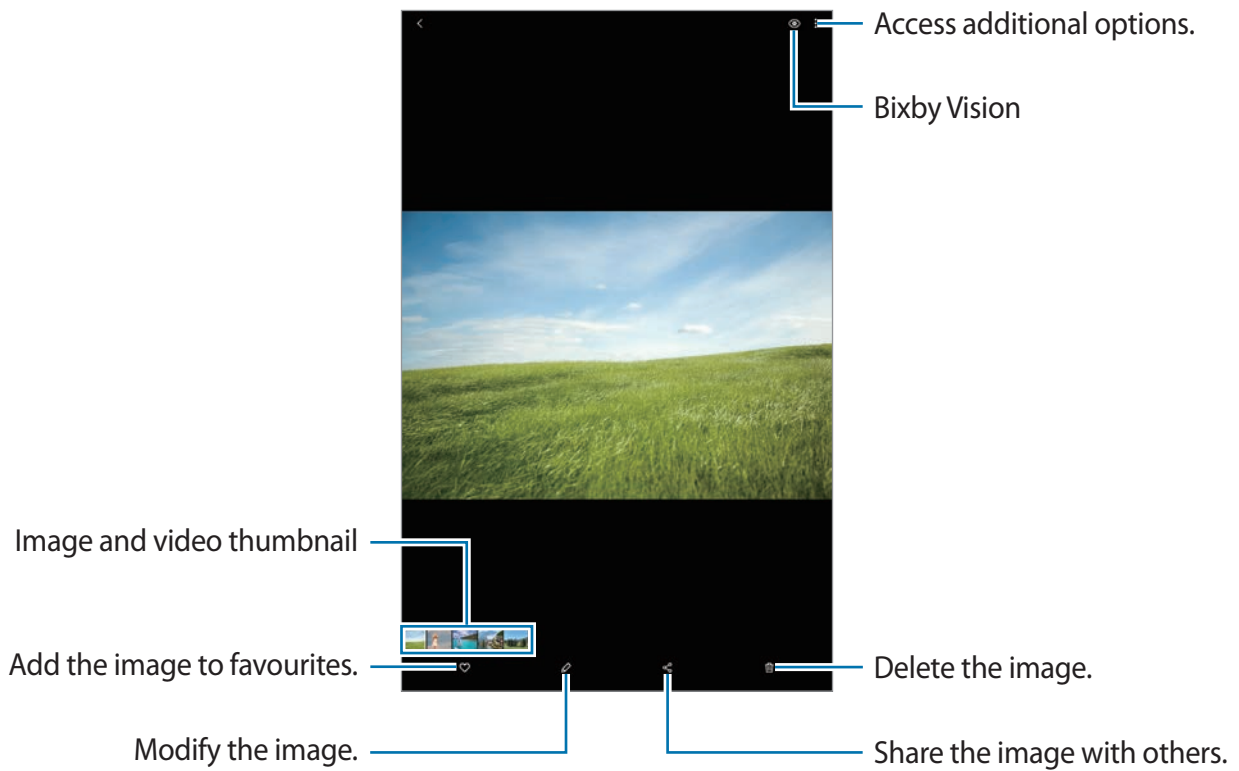 Access additional options.
Bixby Vision
Image and video thumbnail
Add the image to favourites.
Delete the image.
Modify the image.
Share the image with others.